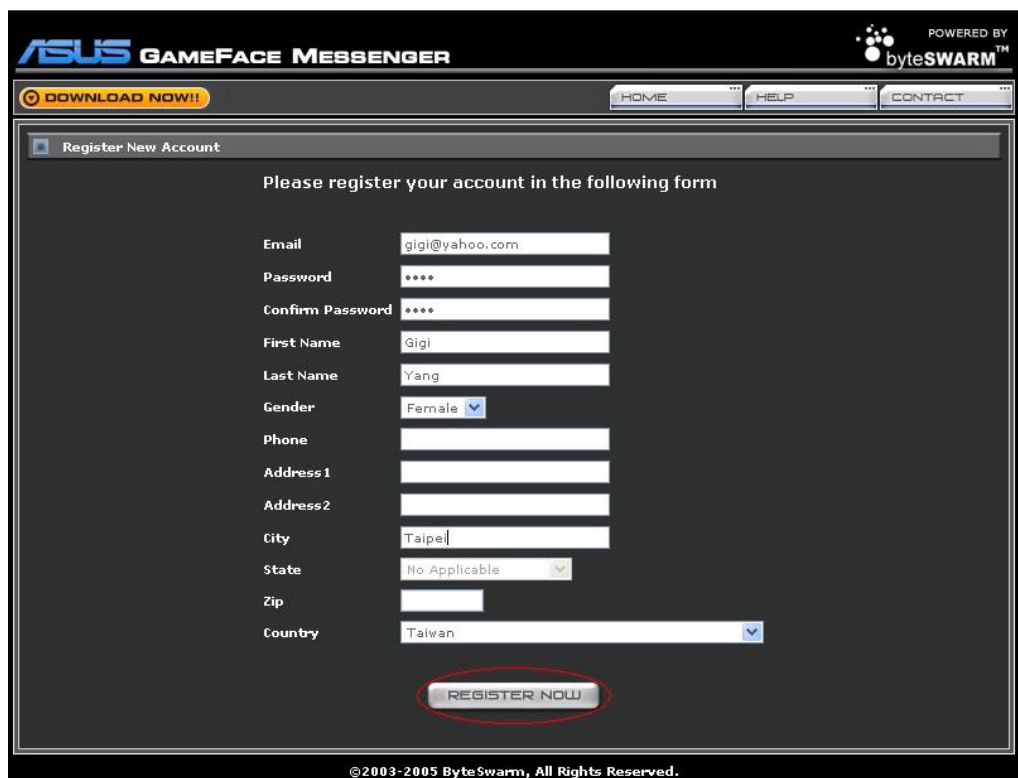 POWERED BY
ASUS GAMEFACE MESSENGER
byteSWARM™
DOWNLOAD NOW!!
HOME
HELP
CONTACT
Register New Account
Please register your account in the following form
Email gigi@yahoo.com
Password ••••
Confirm Password ••••
First Name Gigi
Last Name Yang
Gender Female
Phone
Address1
Address2
City Taipei
State No Applicable
Zip
Country Taiwan
REGISTER NOW
©2003-2005 ByteSwarm, All Rights Reserved.